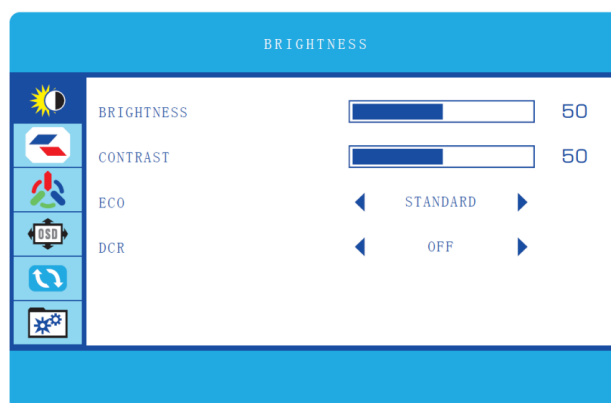 BRIGHTNESS
BRIGHTNESS 50
CONTRAST 50
ECO STANDARD
OSD
DCR OFF